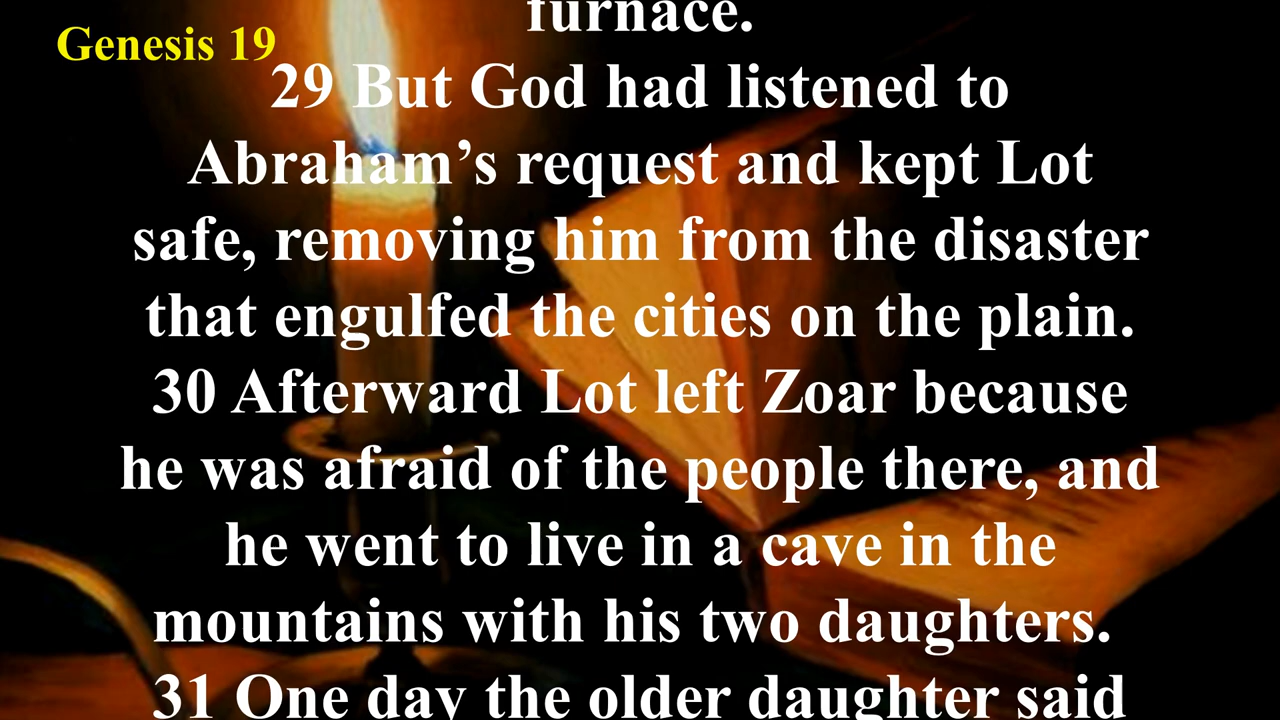 Genesis 19
furnace.
29 But God had listened to
Abraham’s request and kept Lot
safe, removing him from the disaster
that engulfed the cities on the plain.
30 Afterward Lot left Zoar because
he was afraid of the people there, and
he went to live in a cave in the
mountains with his two daughters.
31 One day the older daughter said